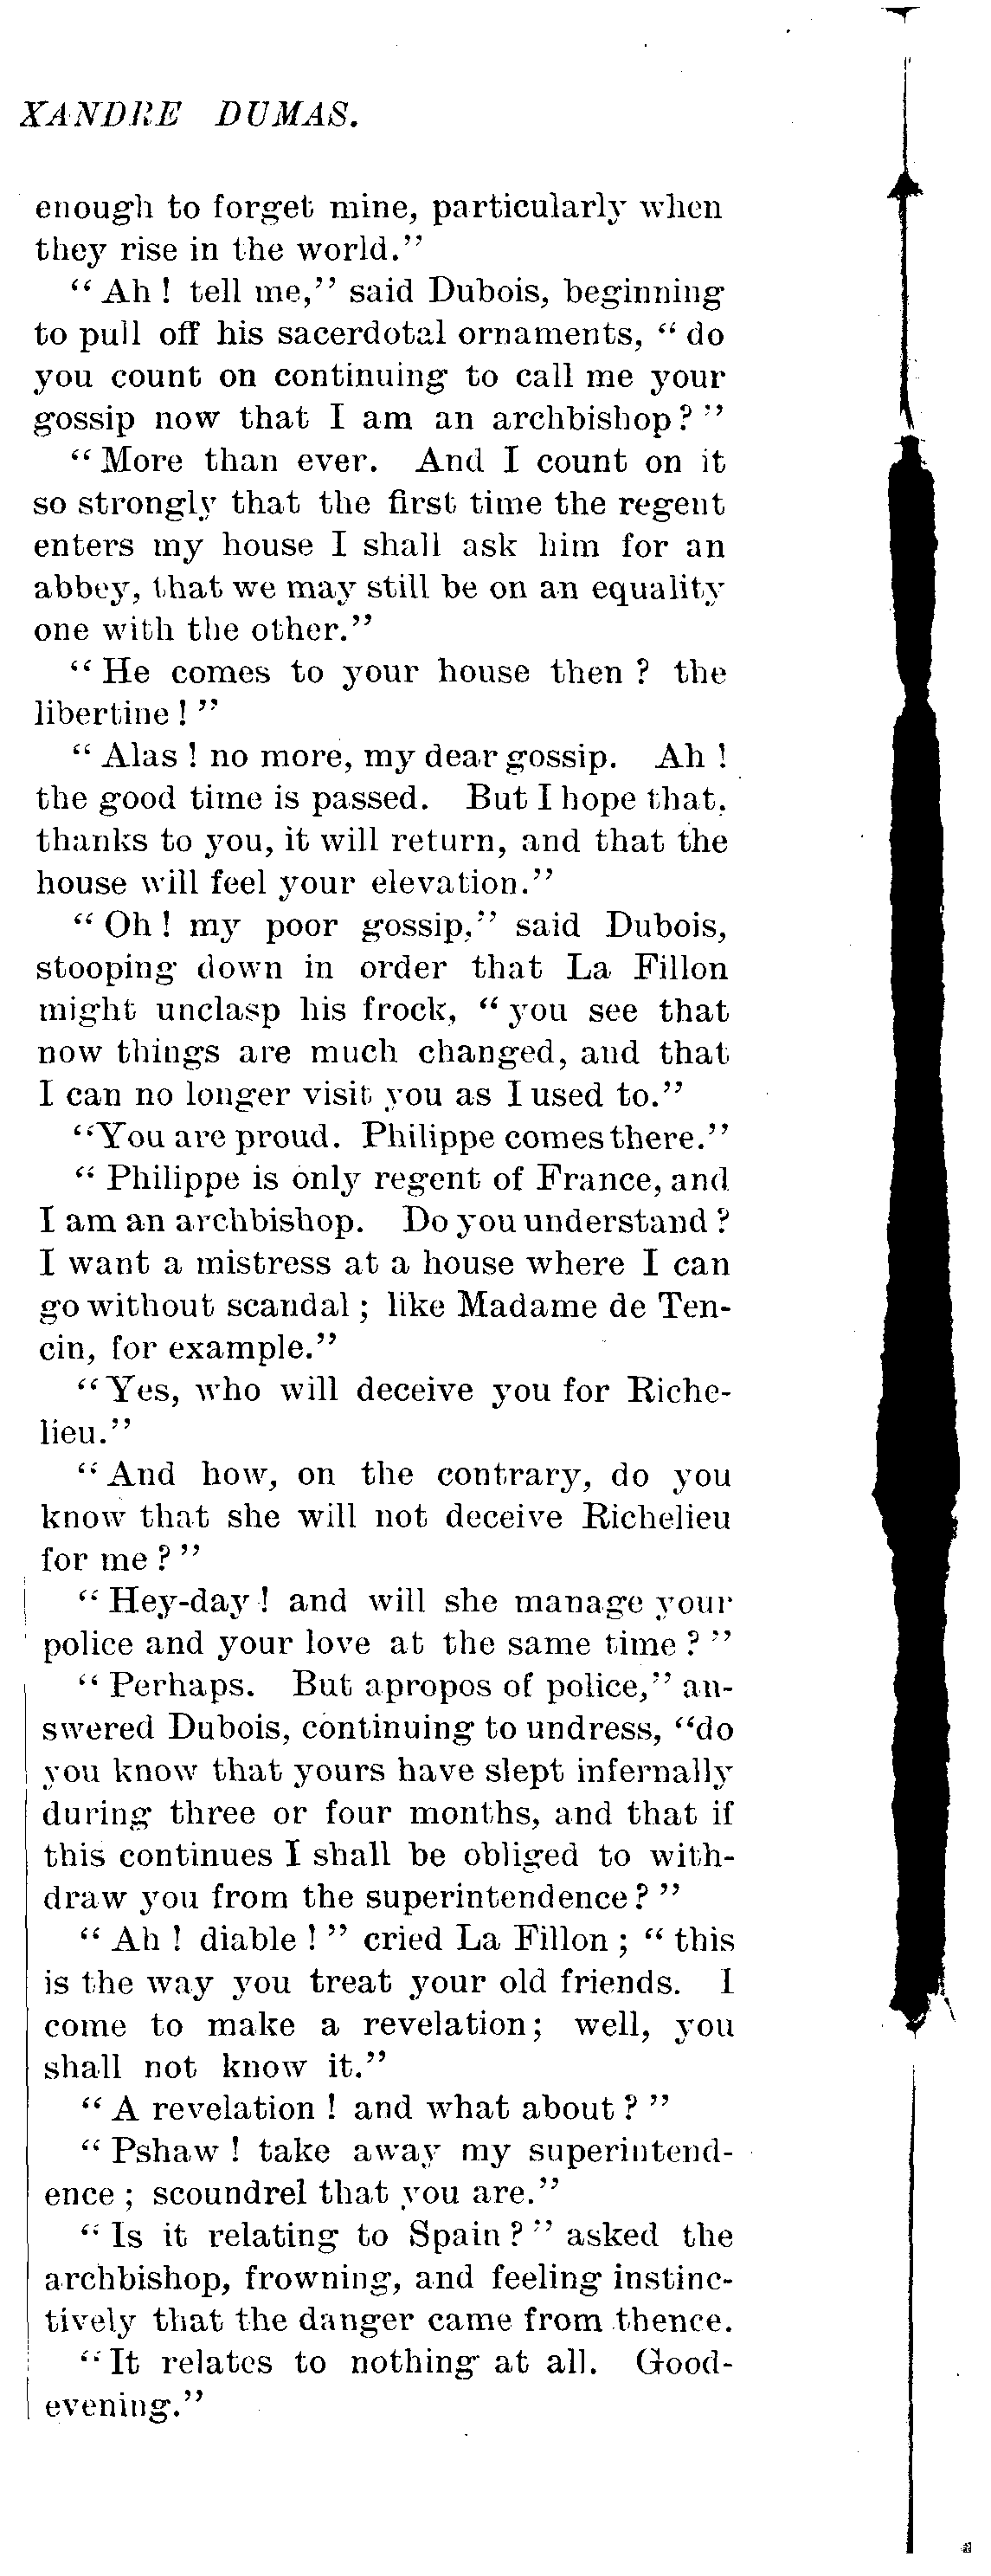 XANDRE DUMAS.
enough to forget mine, particularly when
they rise in the world."
"Ah! tell me," said Dubois, beginning
to pull off his sacerdotal ornaments, "do
you count on continuing to call me your
gossip now that I am an archbishop?"
"More than ever. And I count on it
so strongly that the first time the regent
enters my house I shall ask him for an
abbey, that we may still be on an equality
one with the other."
"He comes to your house then? the
libertine!"
"Alas! no more, my dear gossip. Ah!
the good time is passed. But I hope that,
thanks to you, it will return, and that the
house will feel your elevation."
"Oh! my poor gossip," said Dubois,
stooping down in order that La Fillon
might unclasp his frock, "you see that
now things are much changed, and that
I can no longer visit you as I used to."
"You are proud. Philippe comes there."
"Philippe is only regent of France, and
I am an archbishop. Do you understand?
I want a mistress at a house where I can
go without scandal; like Madame de Ten-
cin, for example."
"Yes, who will deceive you for Riche-
lieu."
"And how, on the contrary, do you
know that she will not deceive Richelieu
for me?"
"Hey-day! and will she manage your
police and your love at the same time?"
"Perhaps. But apropos of police," an-
swered Dubois, continuing to undress, "do
you know that yours have slept infernally
during three or four months, and that if
this continues I shall be obliged to with-
draw you from the superintendence?"
"Ah! diable!" cried La Fillon; "this
is the way you treat your old friends. I
come to make a revelation; well, you
shall not know it."
"A revelation! and what about?"
"Pshaw! take away my superintend-
ence; scoundrel that you are."
"Is it relating to Spain?" asked the
archbishop, frowning, and feeling instinc-
tively that the danger came from thence.
"It relates to nothing at all. Good-
evening."